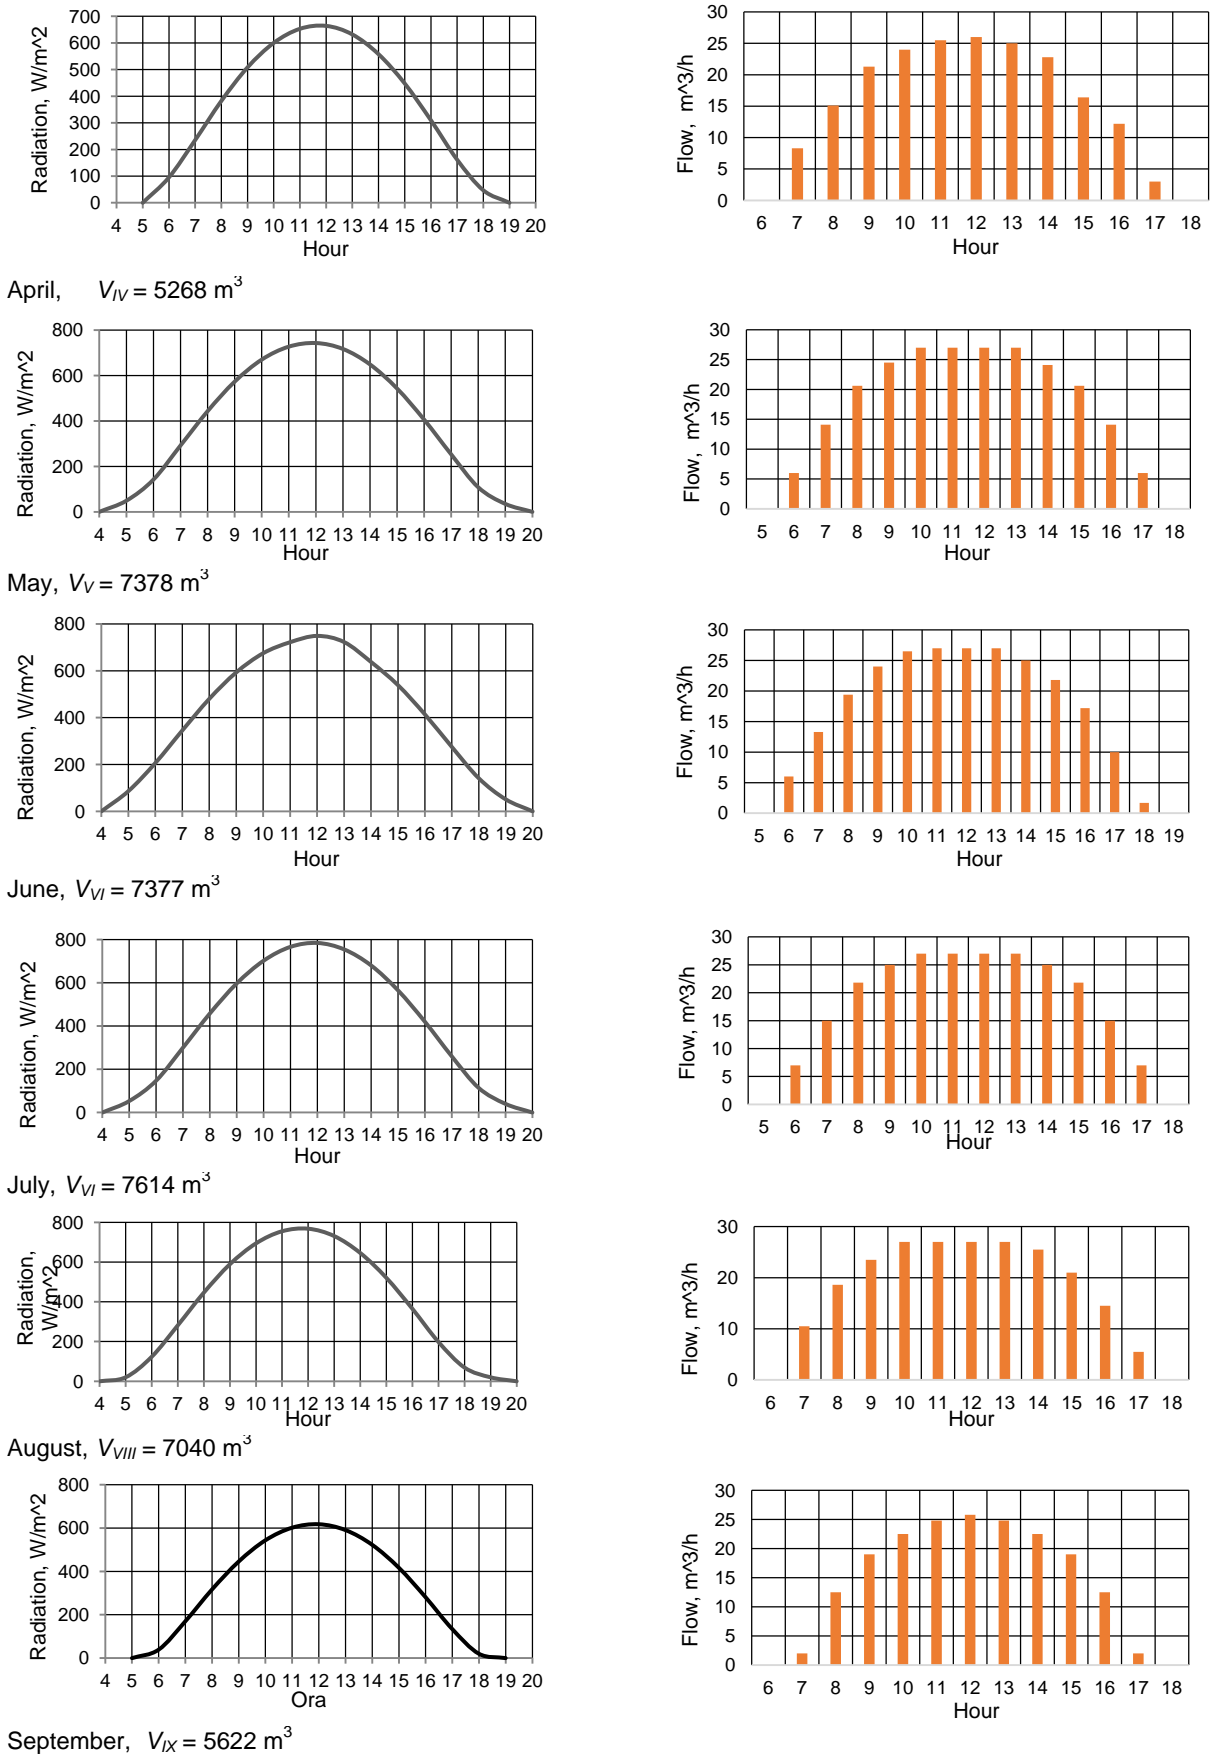 700
600
500
400
300
200
100
0
Radiation, W/m^2
4 5 6 7 8 9 10 11 12 13 14 15 16 17 18 19 20
Hour
30
25
20
15
10
5
0
Flow, m^3/h
6 7 8 9 10 11 12 13 14 15 16 17 18
Hour
April, V_IV = 5268 m³
800
600
400
200
0
Radiation, W/m^2
4 5 6 7 8 9 10 11 12 13 14 15 16 17 18 19 20
Hour
30
25
20
15
10
5
0
Flow, m^3/h
5 6 7 8 9 10 11 12 13 14 15 16 17 18
Hour
May, V_V = 7378 m³
800
600
400
200
0
Radiation, W/m^2
4 5 6 7 8 9 10 11 12 13 14 15 16 17 18 19 20
Hour
30
25
20
15
10
5
0
Flow, m^3/h
5 6 7 8 9 10 11 12 13 14 15 16 17 18 19
Hour
June, V_VI = 7377 m³
800
600
400
200
0
Radiation, W/m^2
4 5 6 7 8 9 10 11 12 13 14 15 16 17 18 19 20
Hour
30
25
20
15
10
5
0
Flow, m^3/h
5 6 7 8 9 10 11 12 13 14 15 16 17 18
Hour
July, V_VI = 7614 m³
800
600
400
200
0
Radiation,
W/m^2
4 5 6 7 8 9 10 11 12 13 14 15 16 17 18 19 20
Hour
30
20
10
0
Flow, m^3/h
6 7 8 9 10 11 12 13 14 15 16 17 18
Hour
August, V_VIII = 7040 m³
800
600
400
200
0
Radiation, W/m^2
4 5 6 7 8 9 10 11 12 13 14 15 16 17 18 19 20
Ora
30
25
20
15
10
5
0
Flow, m^3/h
6 7 8 9 10 11 12 13 14 15 16 17 18
Hour
September, V_IX = 5622 m³